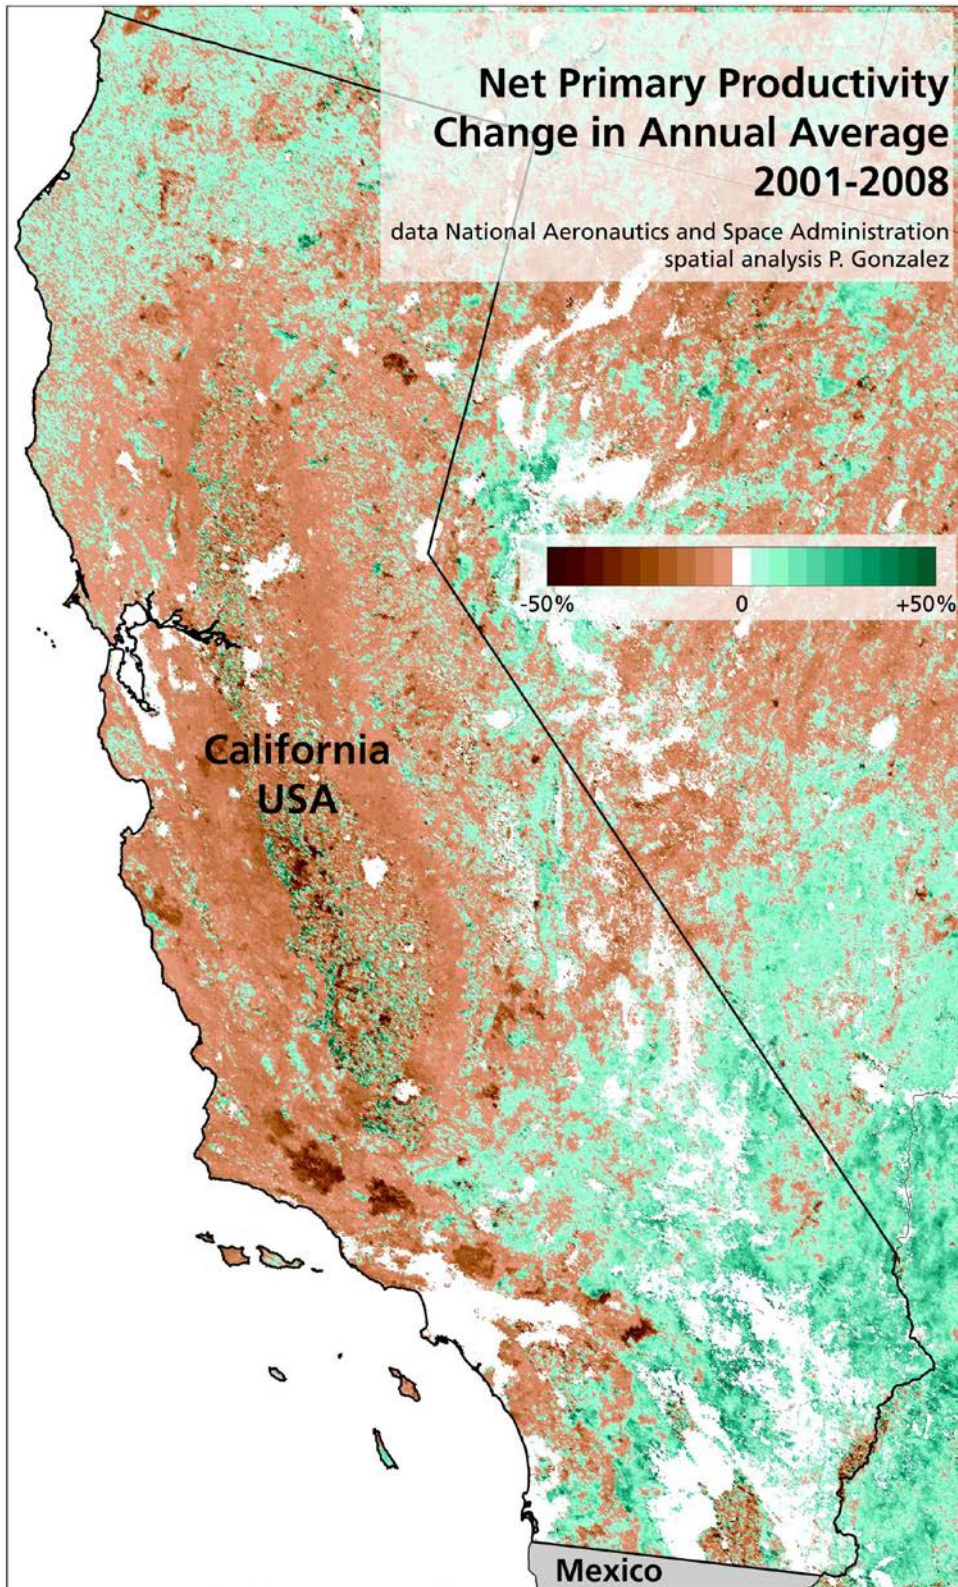 Net Primary Productivity
Change in Annual Average
2001-2008
data National Aeronautics and Space Administration
spatial analysis P. Gonzalez
-50% 0 +50%
California
USA
Mexico